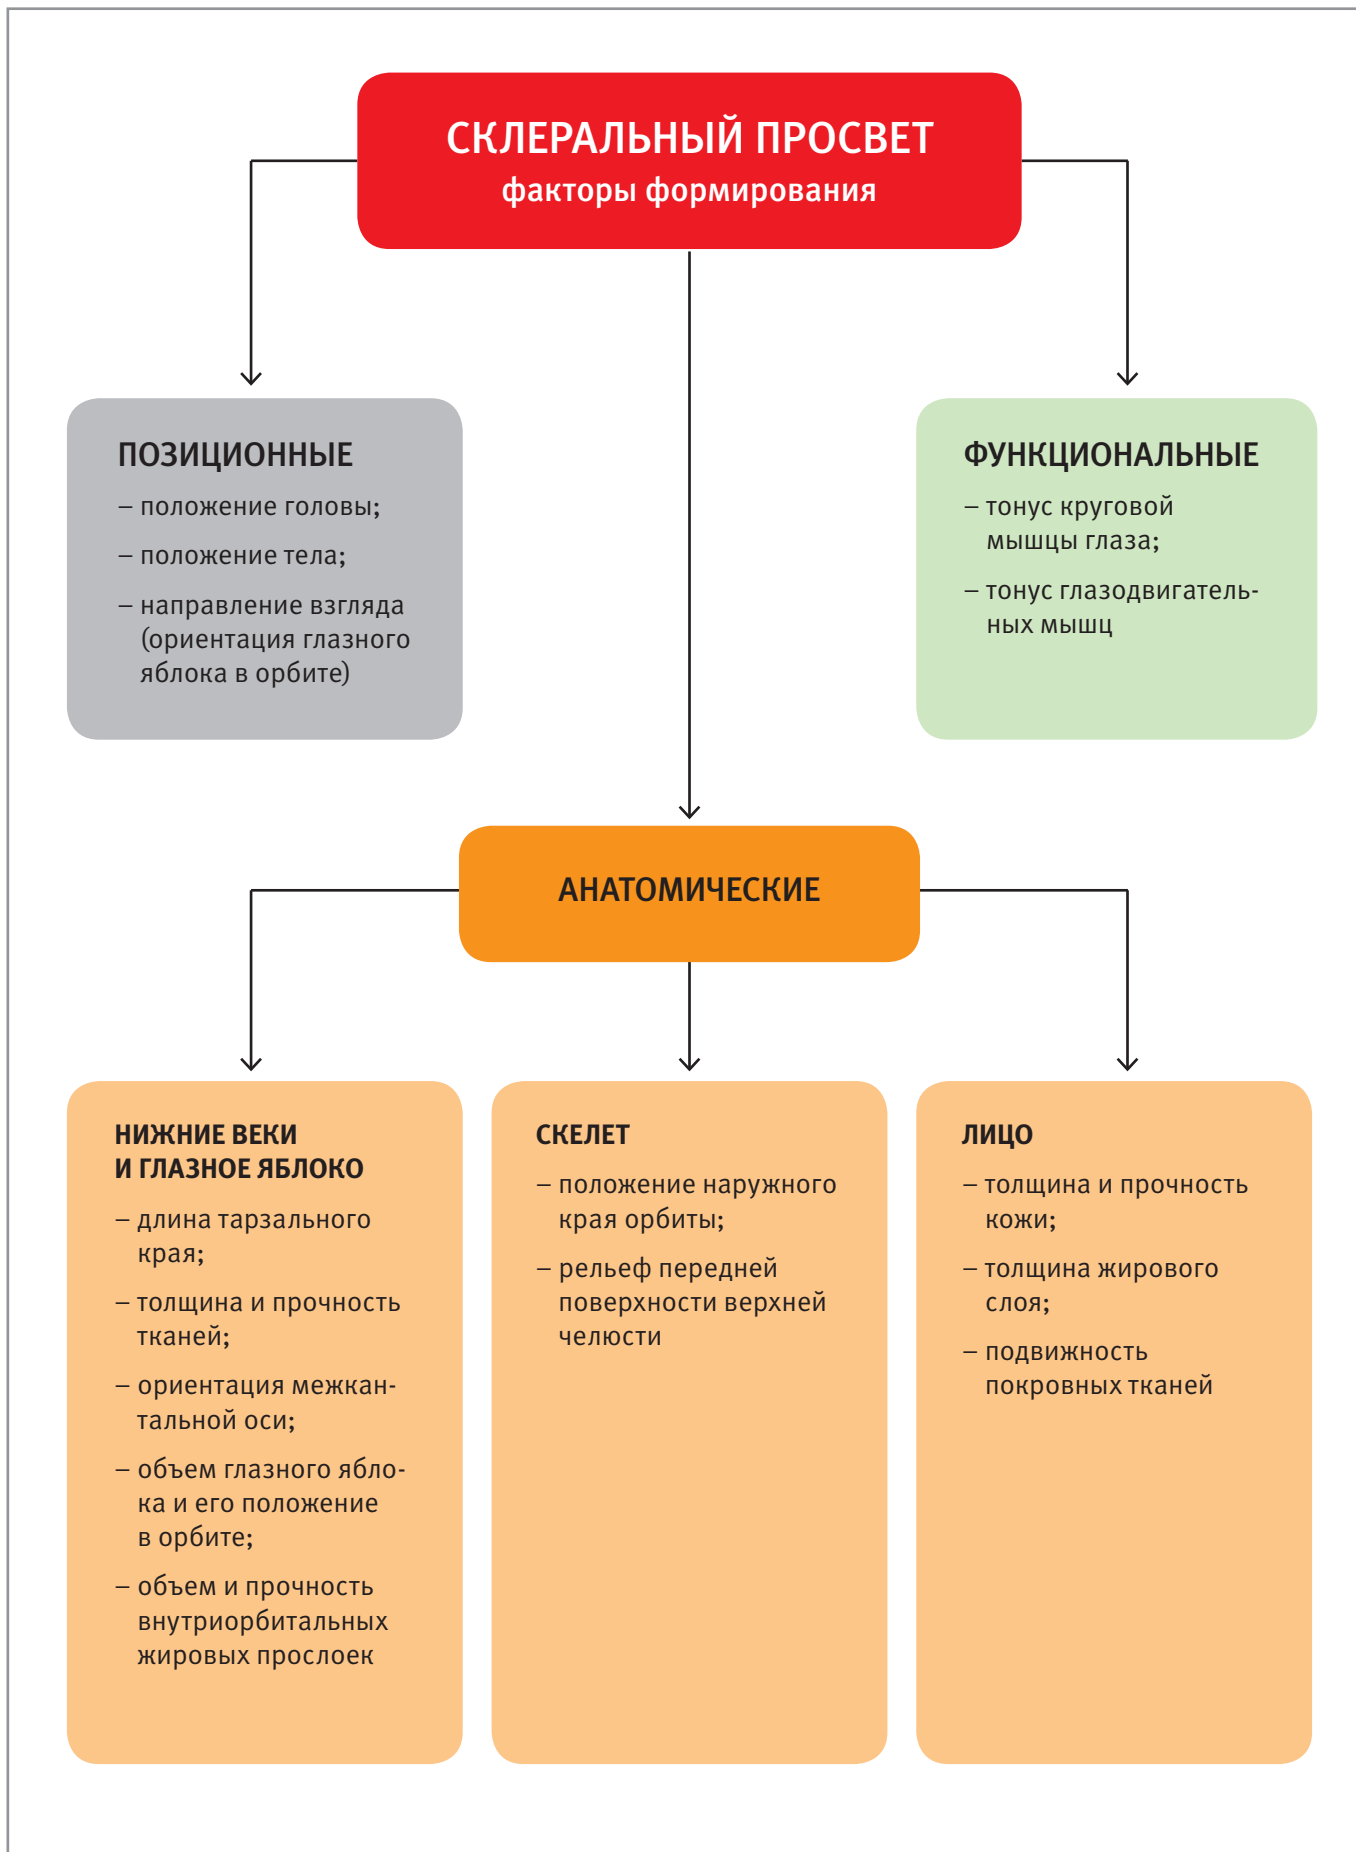 СКЛЕРАЛЬНЫЙ ПРОСВЕТ
факторы формирования
ПОЗИЦИОННЫЕ
– положение головы;
– положение тела;
– направление взгляда
(ориентация глазного
яблока в орбите)
ФУНКЦИОНАЛЬНЫЕ
– тонус круговой
мышцы глаза;
– тонус глазодвигатель-
ных мышц
АНАТОМИЧЕСКИЕ
НИЖНИЕ ВЕКИ
И ГЛАЗНОЕ ЯБЛОКО
– длина тарзального
края;
– толщина и прочность
тканей;
– ориентация межкан-
тальной оси;
– объем глазного ябло-
ка и его положение
в орбите;
– объем и прочность
внутриорбитальных
жировых прослоек
СКЕЛЕТ
– положение наружного
края орбиты;
– рельеф передней
поверхности верхней
челюсти
ЛИЦО
– толщина и прочность
кожи;
– толщина жирового
слоя;
– подвижность
покровных тканей